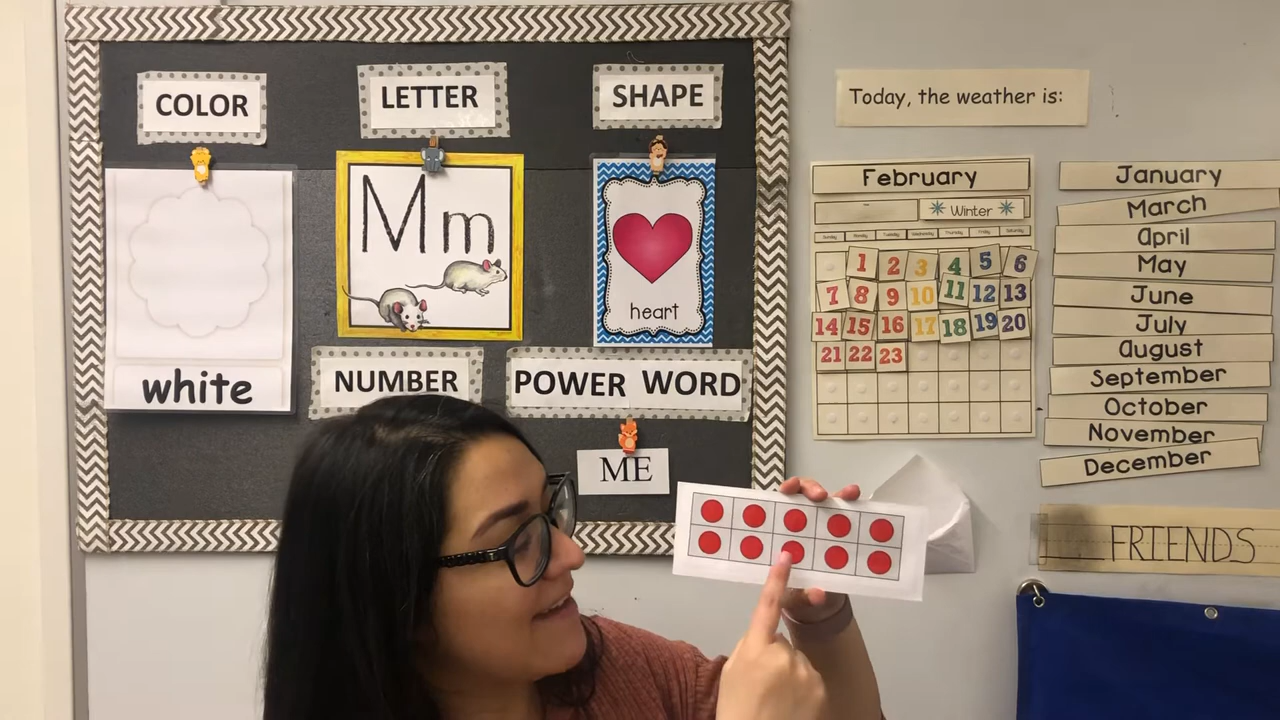 COLOR
LETTER
SHAPE
white
Mm
heart
NUMBER
POWER WORD
ME
Today, the weather is:
February
Winter
1 2 3 4 5 6
7 8 9 10 11 12 13
14 15 16 17 18 19 20
21 22 23
January
March
April
May
June
July
August
September
October
November
December
FRIENDS